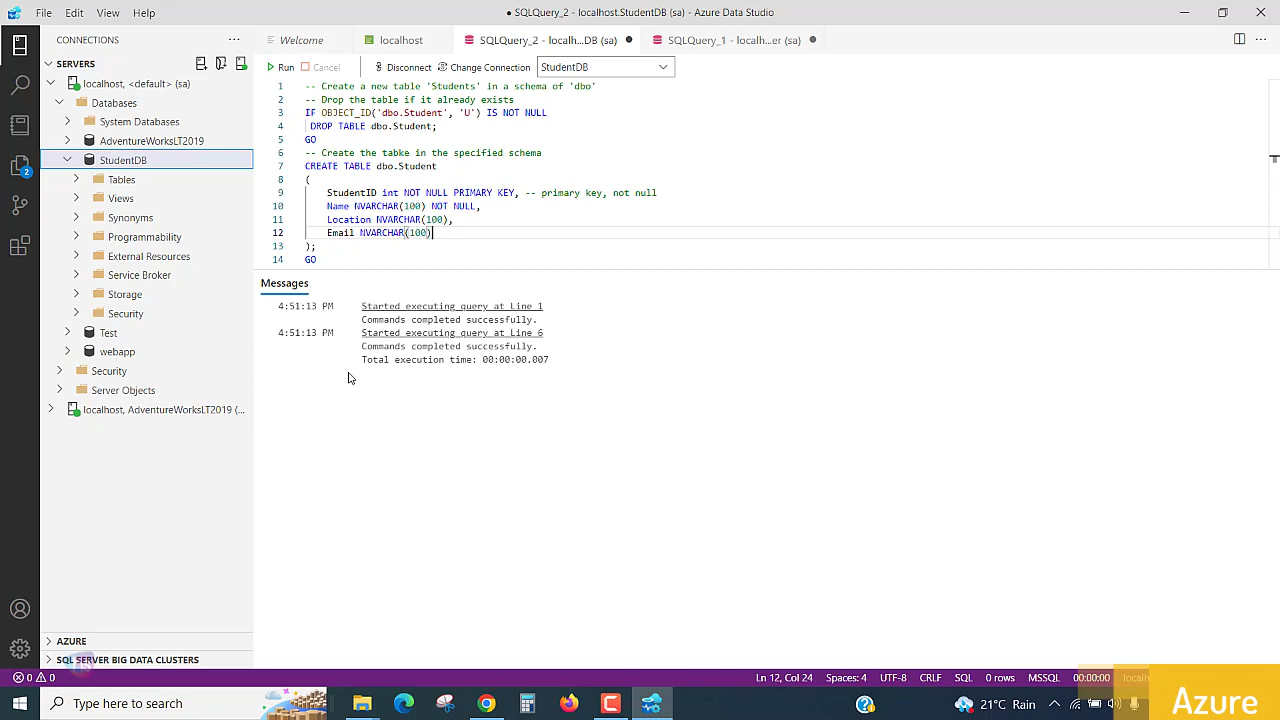 File Edit View Help
• SQLQuery_2 - localhost.StudentDB (sa) - Azure Data Studio
CONNECTIONS ...
Welcome
localhost
SQLQuery_2 - localh...DB (sa)
SQLQuery_1 - localh...er (sa)
SERVERS
Run Cancel Disconnect Change Connection StudentDB
localhost, <default> (sa)
Databases
System Databases
AdventureWorksLT2019
StudentDB
Tables
Views
Synonyms
Programmability
External Resources
Service Broker
Storage
Security
Test
webapp
Security
Server Objects
localhost, AdventureWorksLT2019 (...
2
1 -- Create a new table 'Students' in a schema of 'dbo'
2 -- Drop the table if it already exists
3 IF OBJECT_ID('dbo.Student', 'U') IS NOT NULL
4 DROP TABLE dbo.Student;
5 GO
6 -- Create the tabke in the specified schema
7 CREATE TABLE dbo.Student
8 (
9 StudentID int NOT NULL PRIMARY KEY, -- primary key, not null
10 Name NVARCHAR(100) NOT NULL,
11 Location NVARCHAR(100),
12 Email NVARCHAR(100)
13 );
14 GO
Messages
4:51:13 PM Started executing query at Line 1
Commands completed successfully.
4:51:13 PM Started executing query at Line 6
Commands completed successfully.
Total execution time: 00:00:00.007
AZURE
SQL SERVER BIG DATA CLUSTERS
0 0
Ln 12, Col 24 Spaces: 4 UTF-8 CRLF SQL 0 rows MSSQL 00:00:00
Type here to search
21°C Rain
Azure